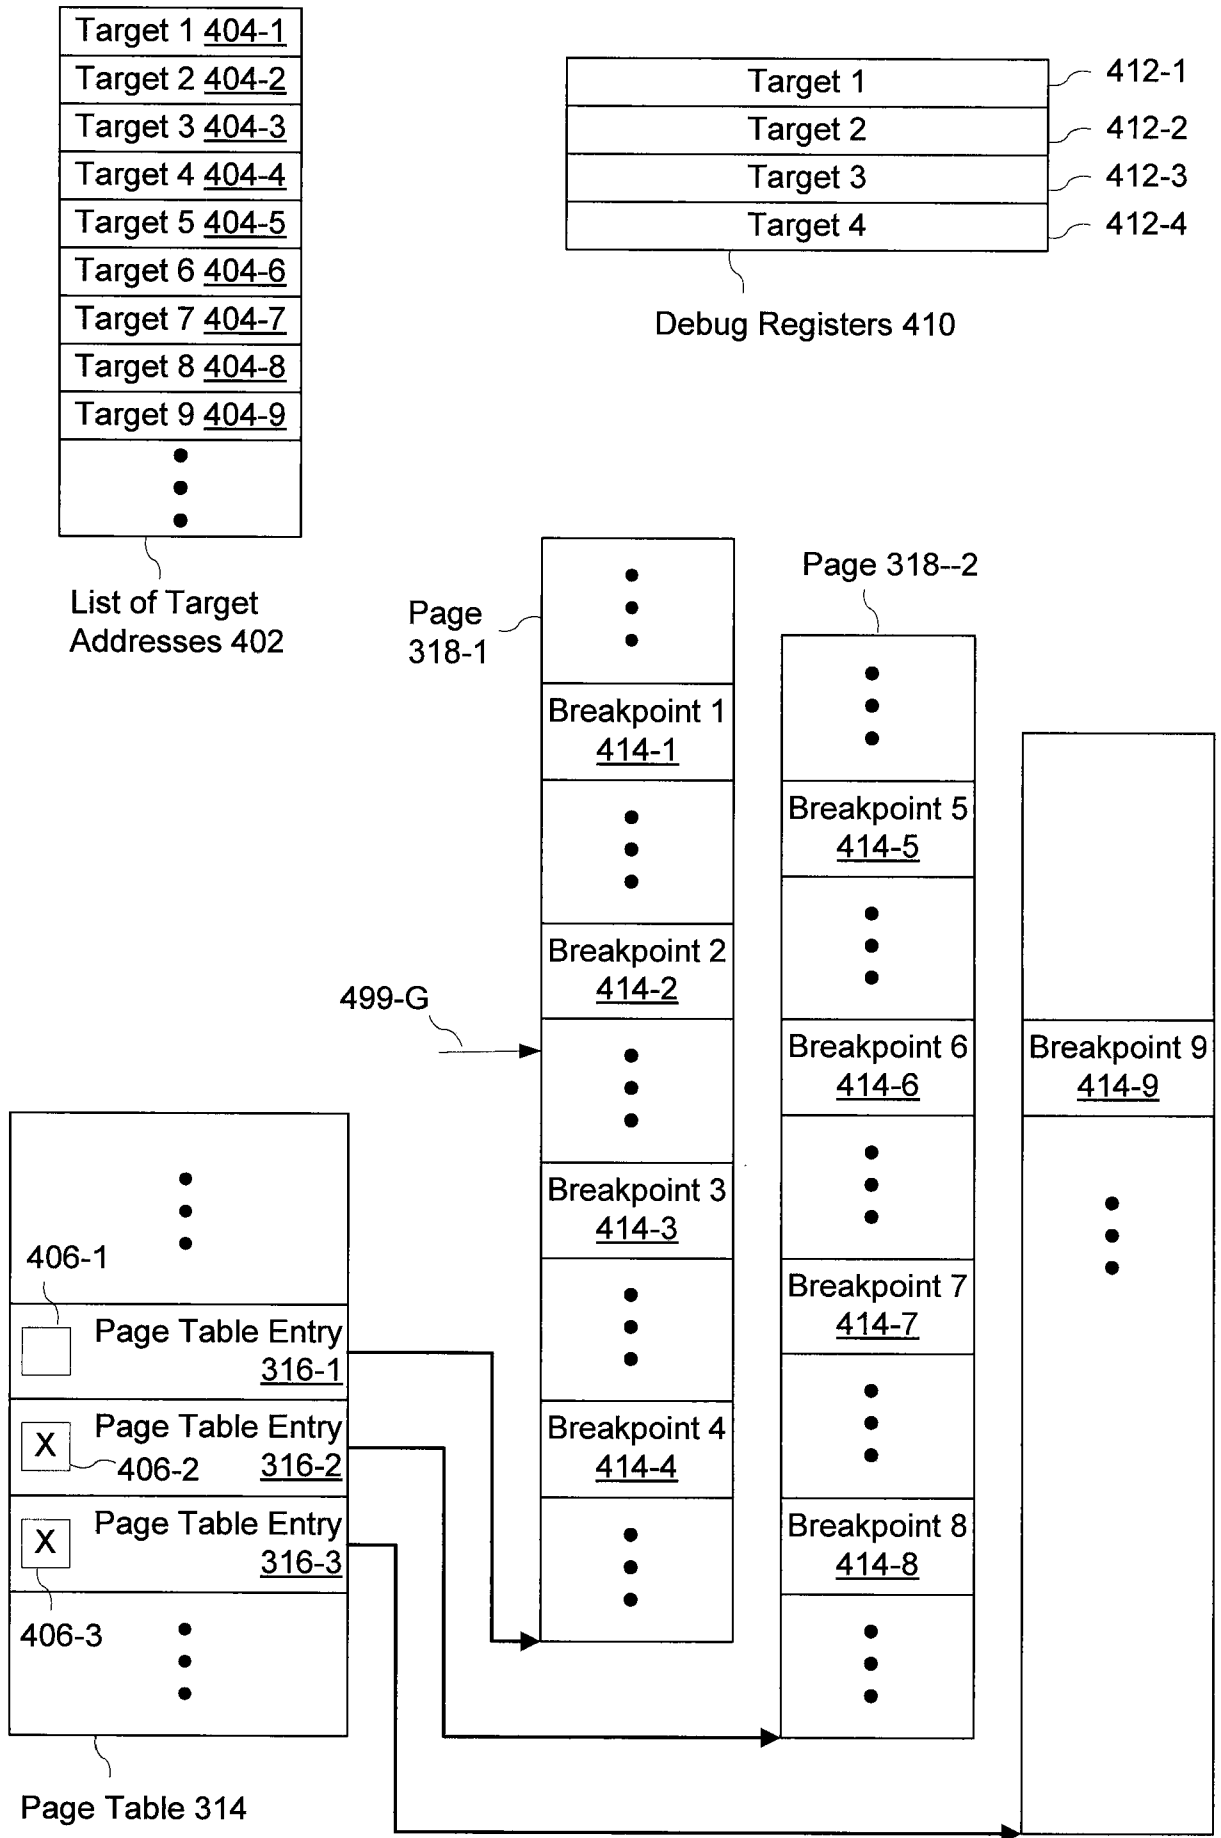 Target 1 404-1
Target 2 404-2
Target 3 404-3
Target 4 404-4
Target 5 404-5
Target 6 404-6
Target 7 404-7
Target 8 404-8
Target 9 404-9
List of Target
Addresses 402
Target 1
Target 2
Target 3
Target 4
412-1
412-2
412-3
412-4
Debug Registers 410
Page
318-1
Breakpoint 1
414-1
Breakpoint 2
414-2
499-G
Breakpoint 3
414-3
Breakpoint 4
414-4
Page 318--2
Breakpoint 5
414-5
Breakpoint 6
414-6
Breakpoint 7
414-7
Breakpoint 8
414-8
Breakpoint 9
414-9
406-1
Page Table Entry
316-1
X
Page Table Entry
406-2
316-2
X
Page Table Entry
316-3
406-3
Page Table 314